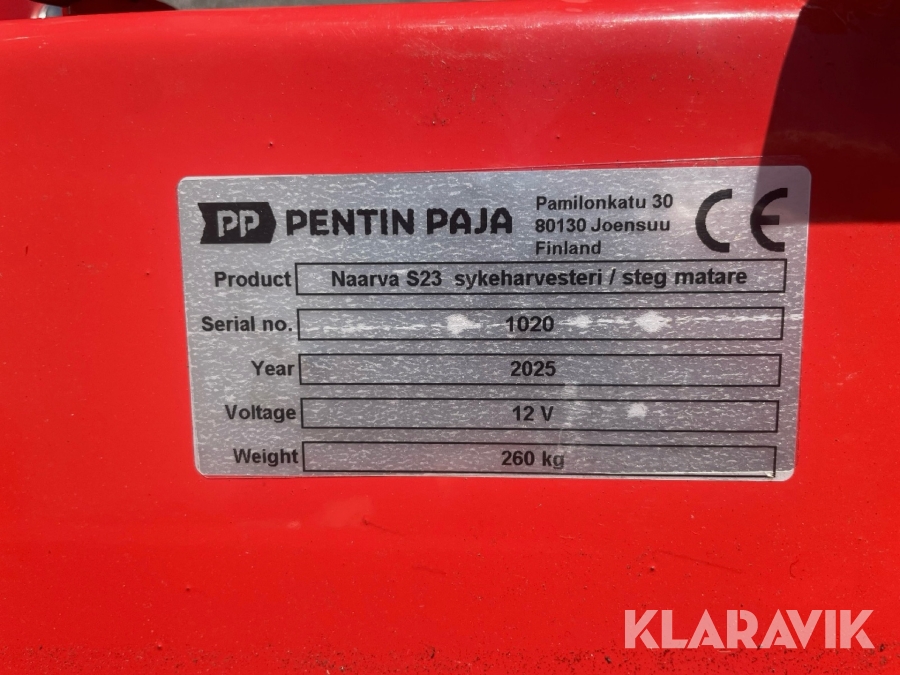 PP PENTIN PAJA
Pamilonkatu 30
80130 Joensuu
Finland
CE
Product Naarva S23 sykeharvesteri / steg matare
Serial no. 1020
Year 2025
Voltage 12 V
Weight 260 kg
KLARAVIK